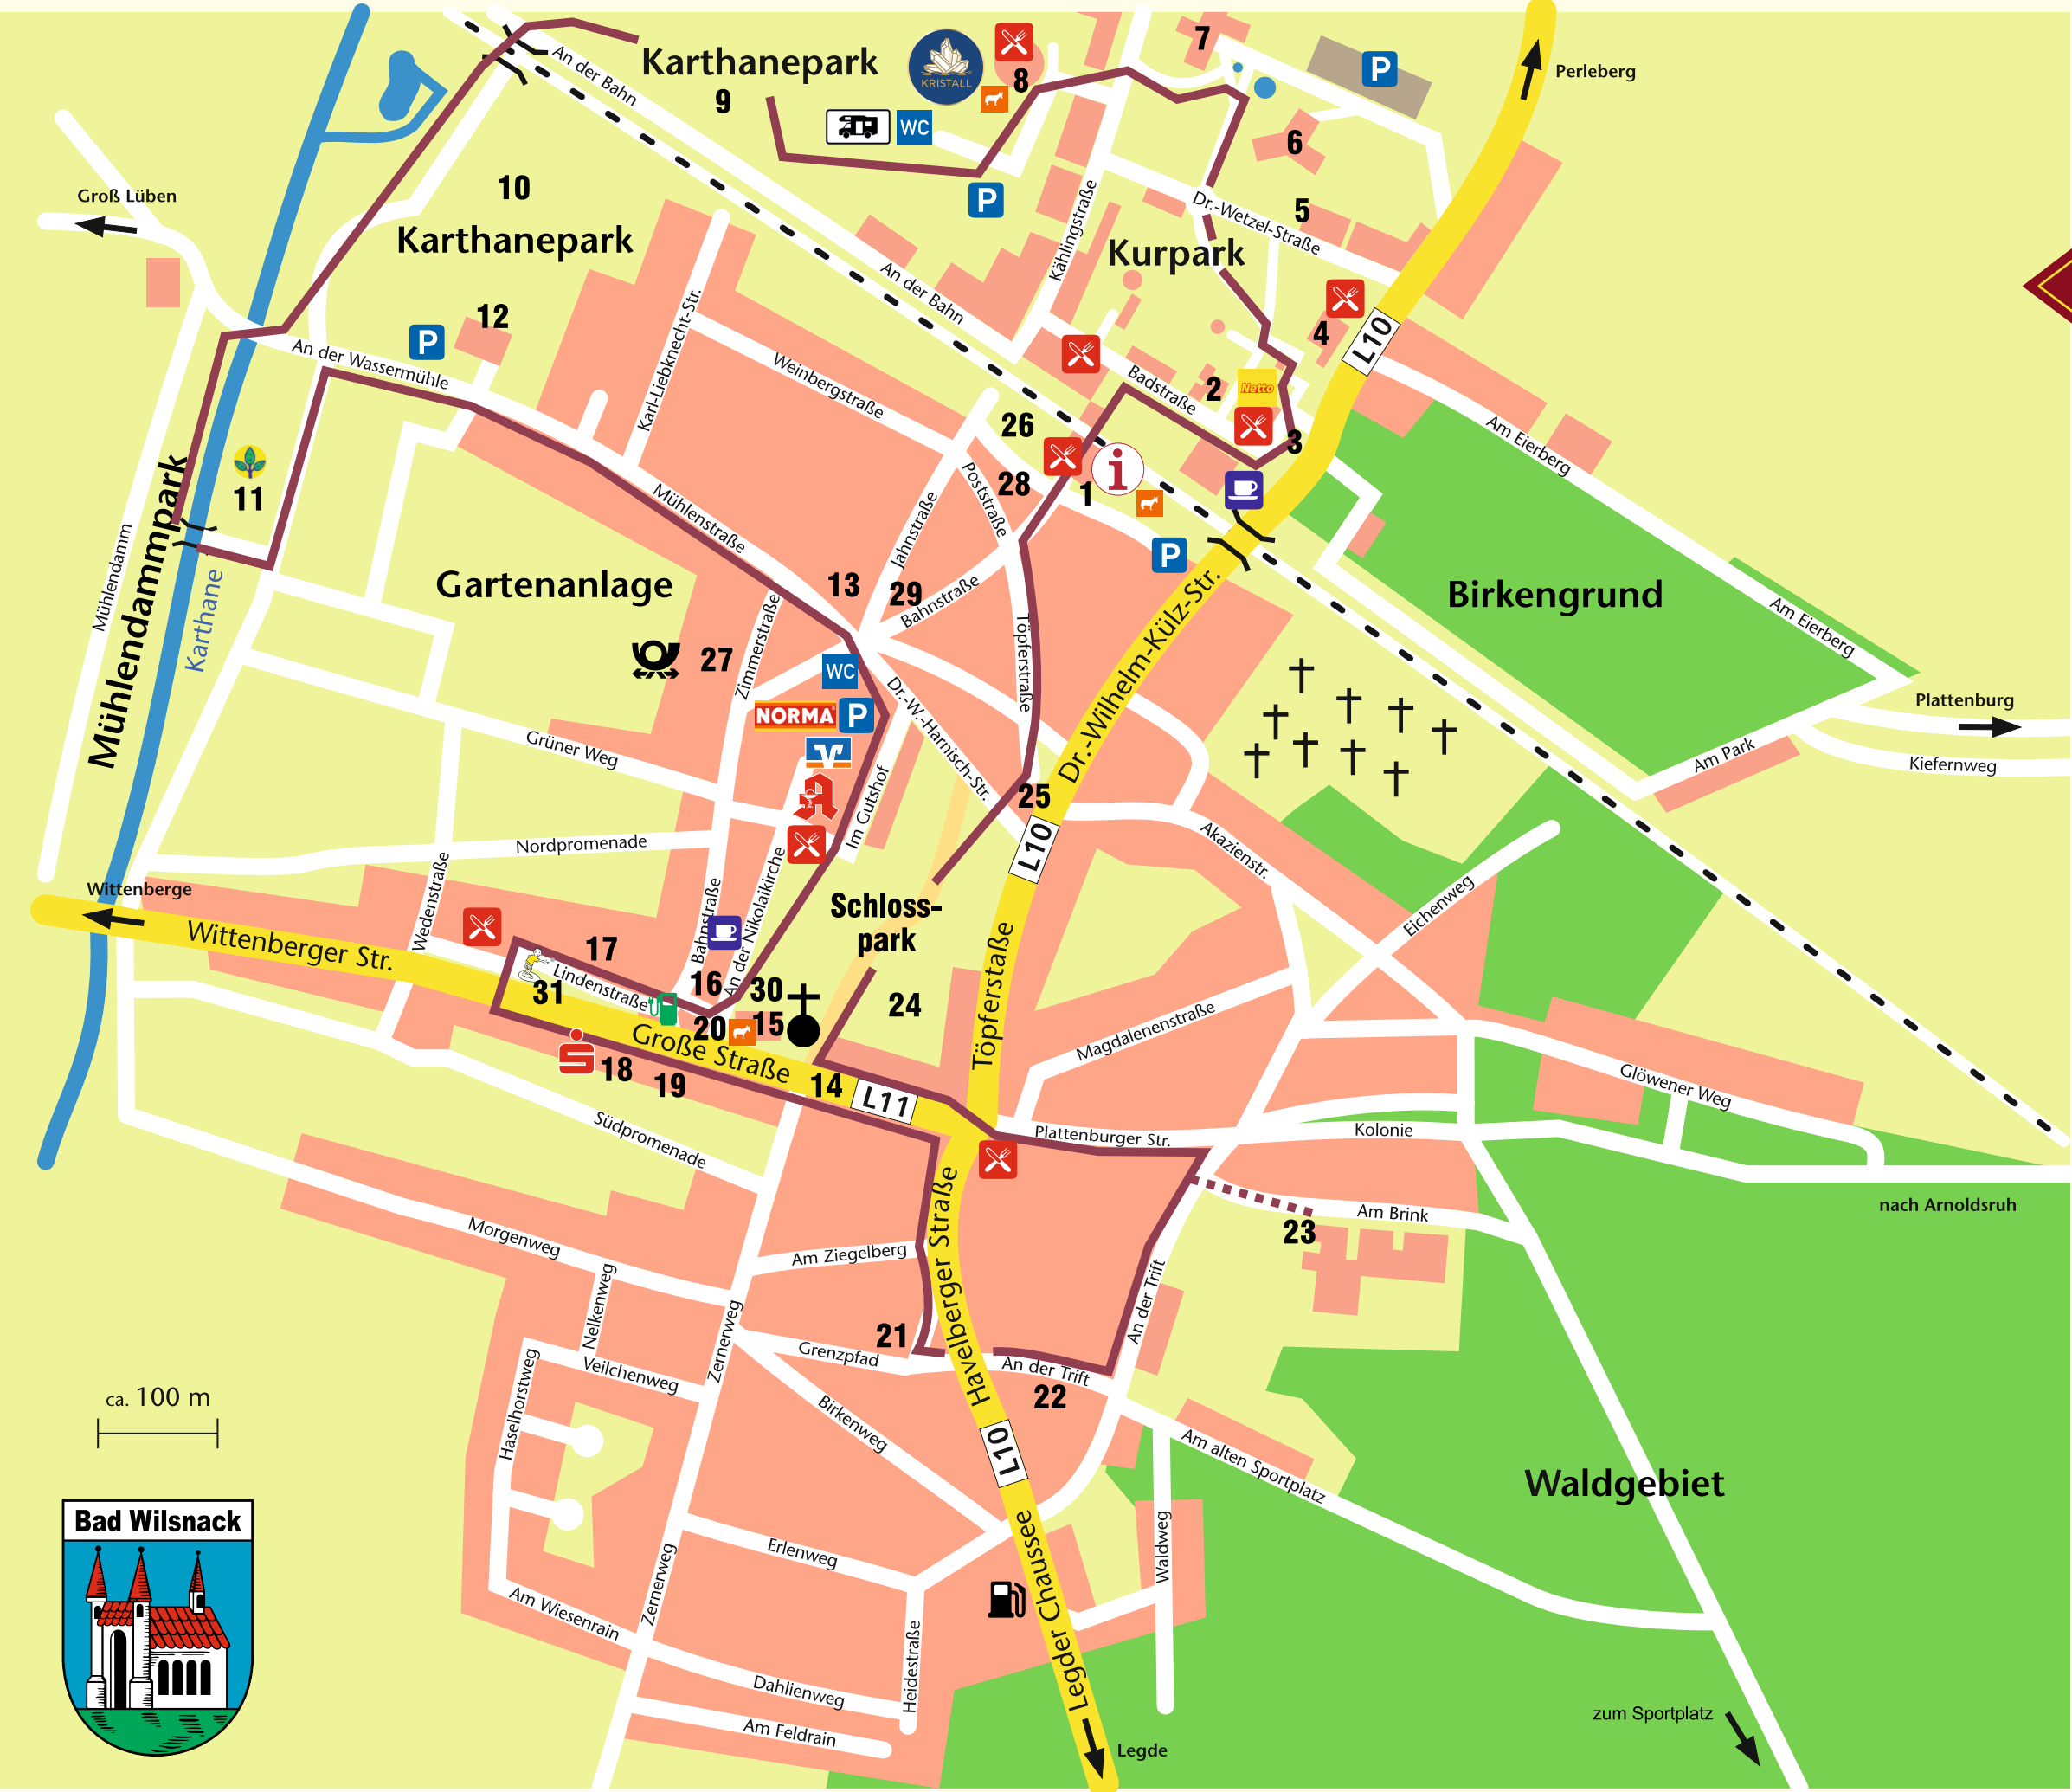 Karthanepark
9
KRISTALL
8
7
P
Perleberg
An der Bahn
WC
6
P
10
Karthanepark
Groß Lüben
Dr.-Wetzel-Straße
5
Kählingstraße
Kurpark
An der Bahn
4
L10
12
P
An der Wassermühle
Karl-Liebknecht-Str.
Weinbergstraße
Badstraße
2
Netto
3
26
Am Eierberg
28
1
i
P
11
Mühlenstraße
Jahnstraße
Poststraße
Mühlendamm
Mühlendammpark
Karthane
Gartenanlage
13
29
Bahnstraße
Töpferstraße
Dr.-Wilhelm-Külz-Str.
Birkengrund
Am Eierberg
27
Zimmerstraße
WC
NORMA
P
Dr.-W.-Harnisch-Str.
Plattenburg
Am Park
Kiefernweg
Grüner Weg
A
Im Gutshof
25
L10
Akazienstr.
Nordpromenade
Wedenstraße
Bahnstraße
An der Nikolaikirche
Schloss-
park
Eichenweg
Wittenberge
Wittenberger Str.
17
Lindenstraße
31
16
30
15
20
24
Töpferstaße
Magdalenenstraße
Große Straße
S
18
19
14
L11
Glöwener Weg
Südpromenade
Plattenburger Str.
Kolonie
nach Arnoldsruh
Am Brink
23
Morgenweg
Am Ziegelberg
Havelberger Straße
An der Trift
Nelkenweg
Zernerweg
21
Grenzpfad
An der Trift
22
Veilchenweg
Haselhorstweg
Birkenweg
L10
Am alten Sportplatz
Waldgebiet
ca. 100 m
Bad Wilsnack
Erlenweg
Zernerweg
Waldweg
Legder Chaussee
Am Wiesenrain
Heidestraße
Dahlienweg
Am Feldrain
Legde
zum Sportplatz